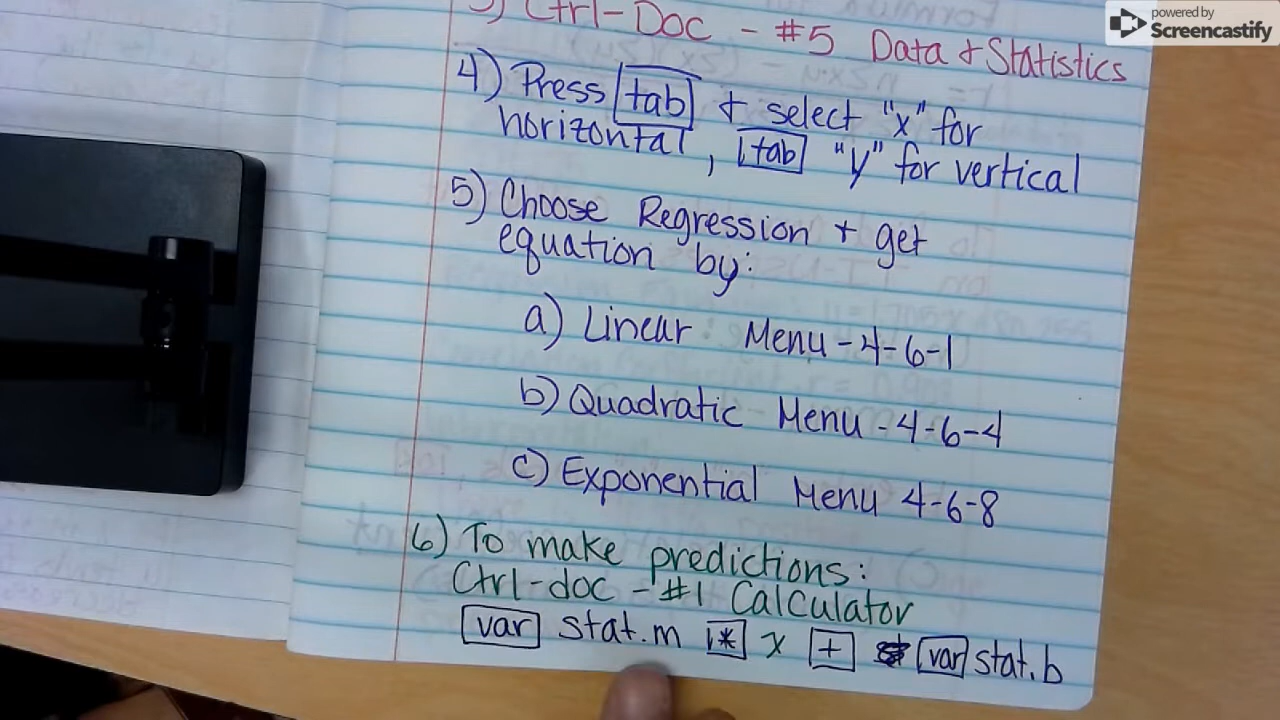 powered by
Screencastify
3) Ctrl-Doc - #5 Data + Statistics
4) Press tab + select "x" for
horizontal, tab "y" for vertical
5) Choose Regression + get
equation by:
a) Linear: Menu-4-6-1
b) Quadratic Menu-4-6-4
c) Exponential Menu 4-6-8
6) To make predictions:
Ctrl-doc - #1 Calculator
var stat.m * x + var stat.b